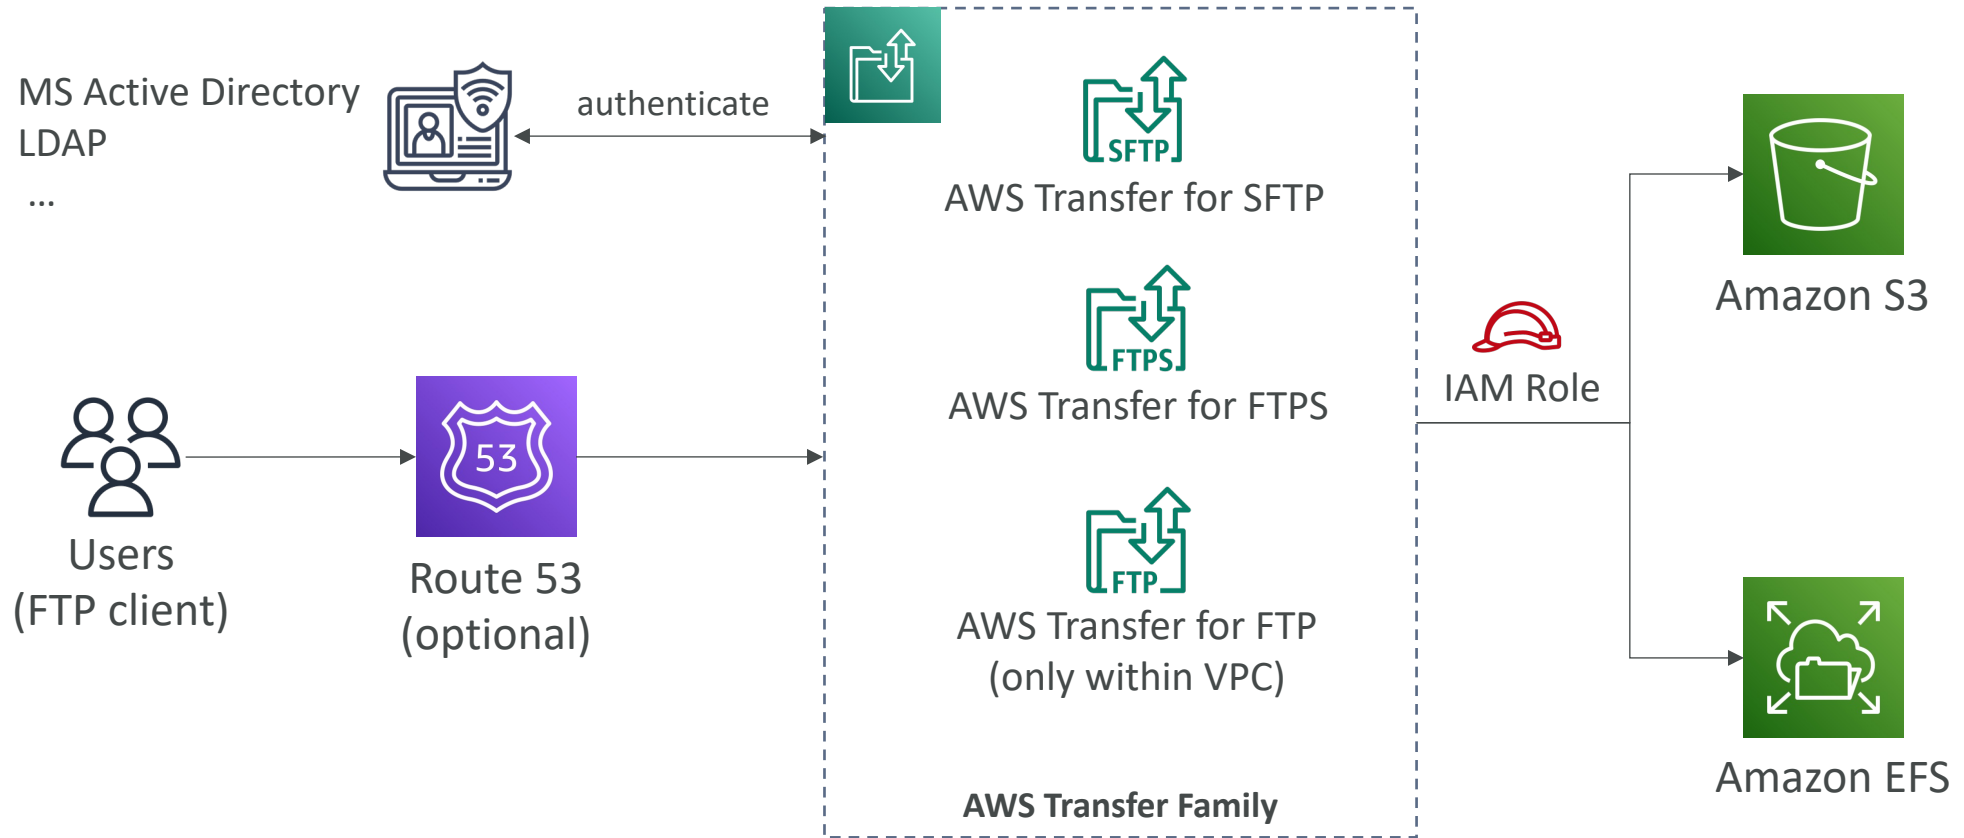 MS Active Directory
LDAP
...
authenticate
SFTP
AWS Transfer for SFTP
FTPS
AWS Transfer for FTPS
FTP
AWS Transfer for FTP
(only within VPC)
AWS Transfer Family
Users
(FTP client)
53
Route 53
(optional)
IAM Role
Amazon S3
Amazon EFS